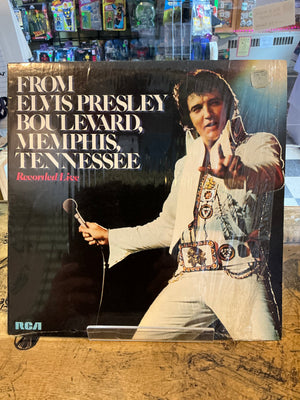 FROM
ELVIS PRESLEY
BOULEVARD,
MEMPHIS,
TENNESSEE
Recorded Live
RCA